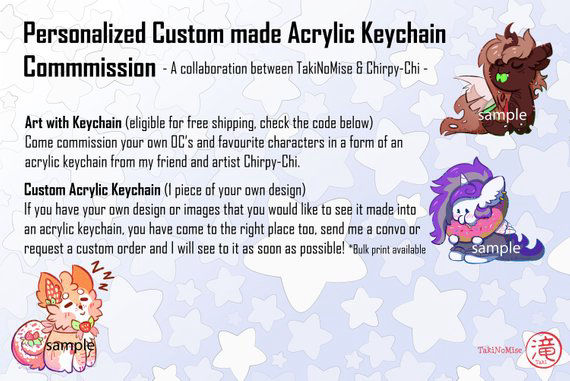 Personalized Custom made Acrylic Keychain
Commmission - A collaboration between TakiNoMise & Chirpy-Chi -
Art with Keychain (eligible for free shipping, check the code below)
Come commission your own OC's and favourite characters in a form of an
acrylic keychain from my friend and artist Chirpy-Chi.
Custom Acrylic Keychain (1 piece of your own design)
If you have your own design or images that you would like to see it made into
an acrylic keychain, you have come to the right place too, send me a convo or
request a custom order and I will see to it as soon as possible! *Bulk print available
sample
sample
sample
TakiNoMise
滝
Taki